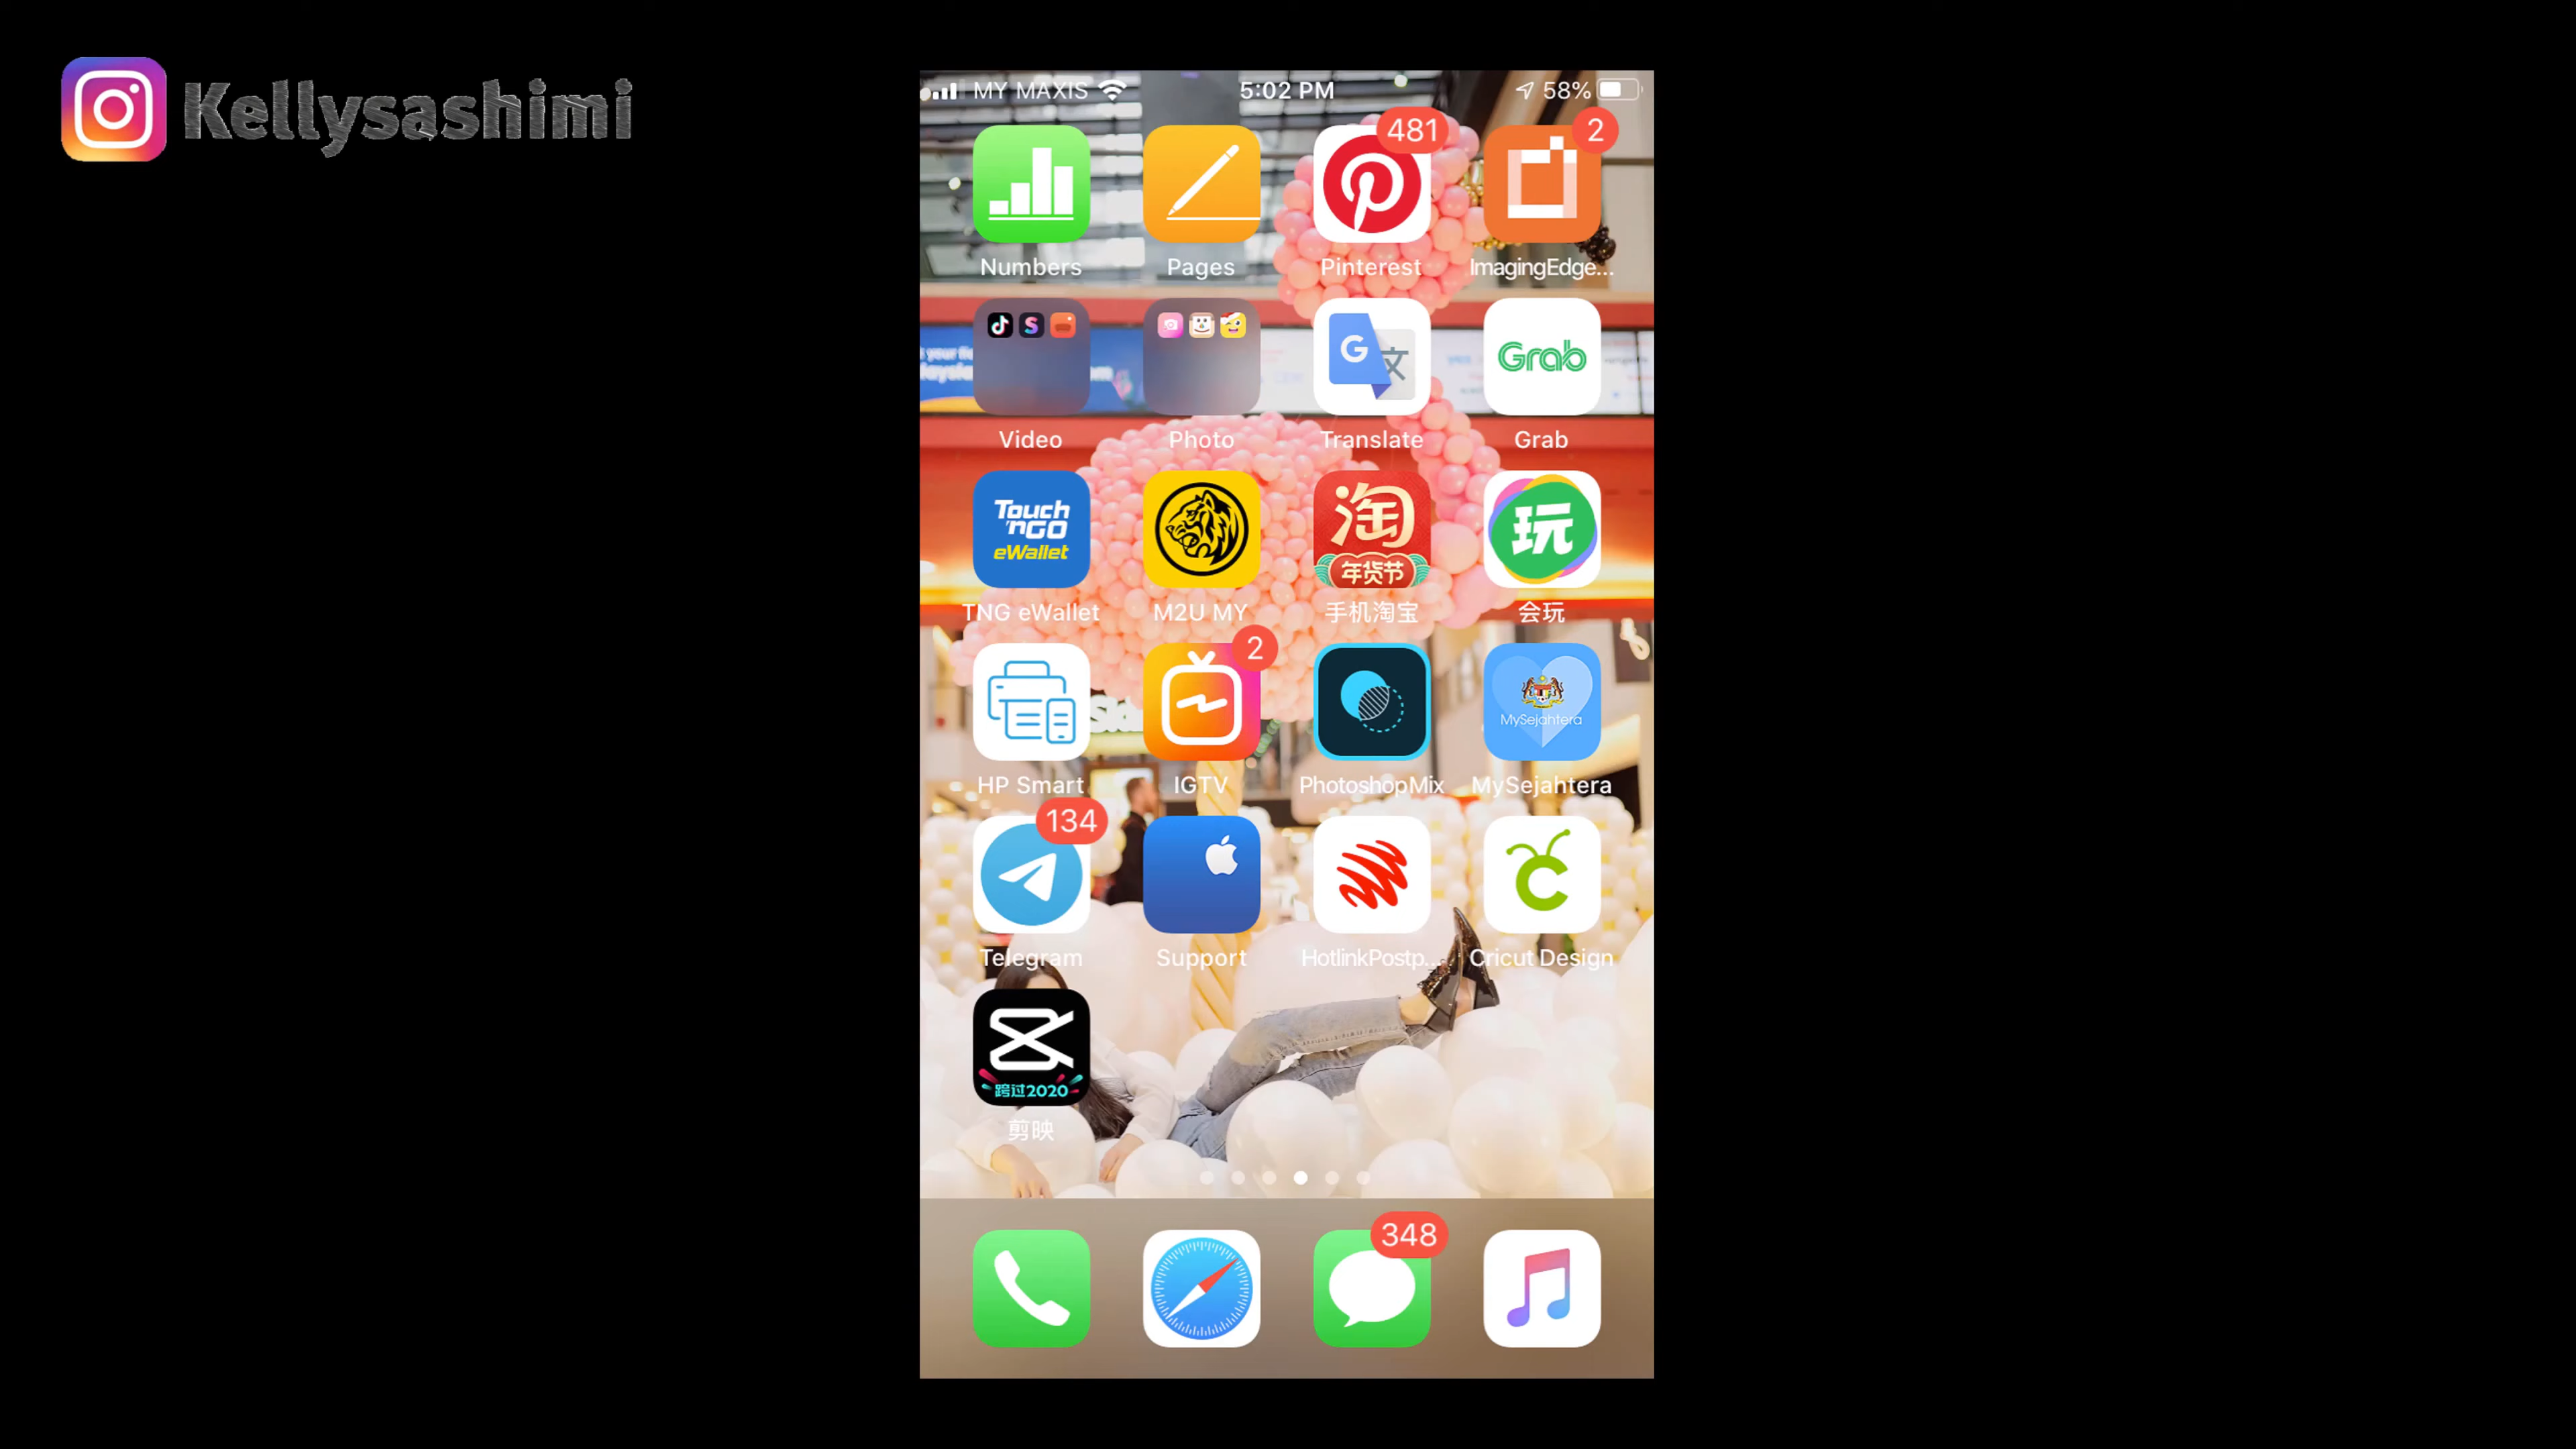 Kellysashimi
MY MAXIS 5:02 PM 58%
481 2
Numbers Pages Pinterest ImagingEdge...
G 文 Grab
Video Photo Translate Grab
Touch 'nGO eWallet 淘 年货节 玩
TNG eWallet M2U MY 手机淘宝 会玩
2
MySejahtera
HP Smart IGTV PhotoshopMix MySejahtera
134
Telegram Support HotlinkPostp... Cricut Design
跨过2020
剪映
348